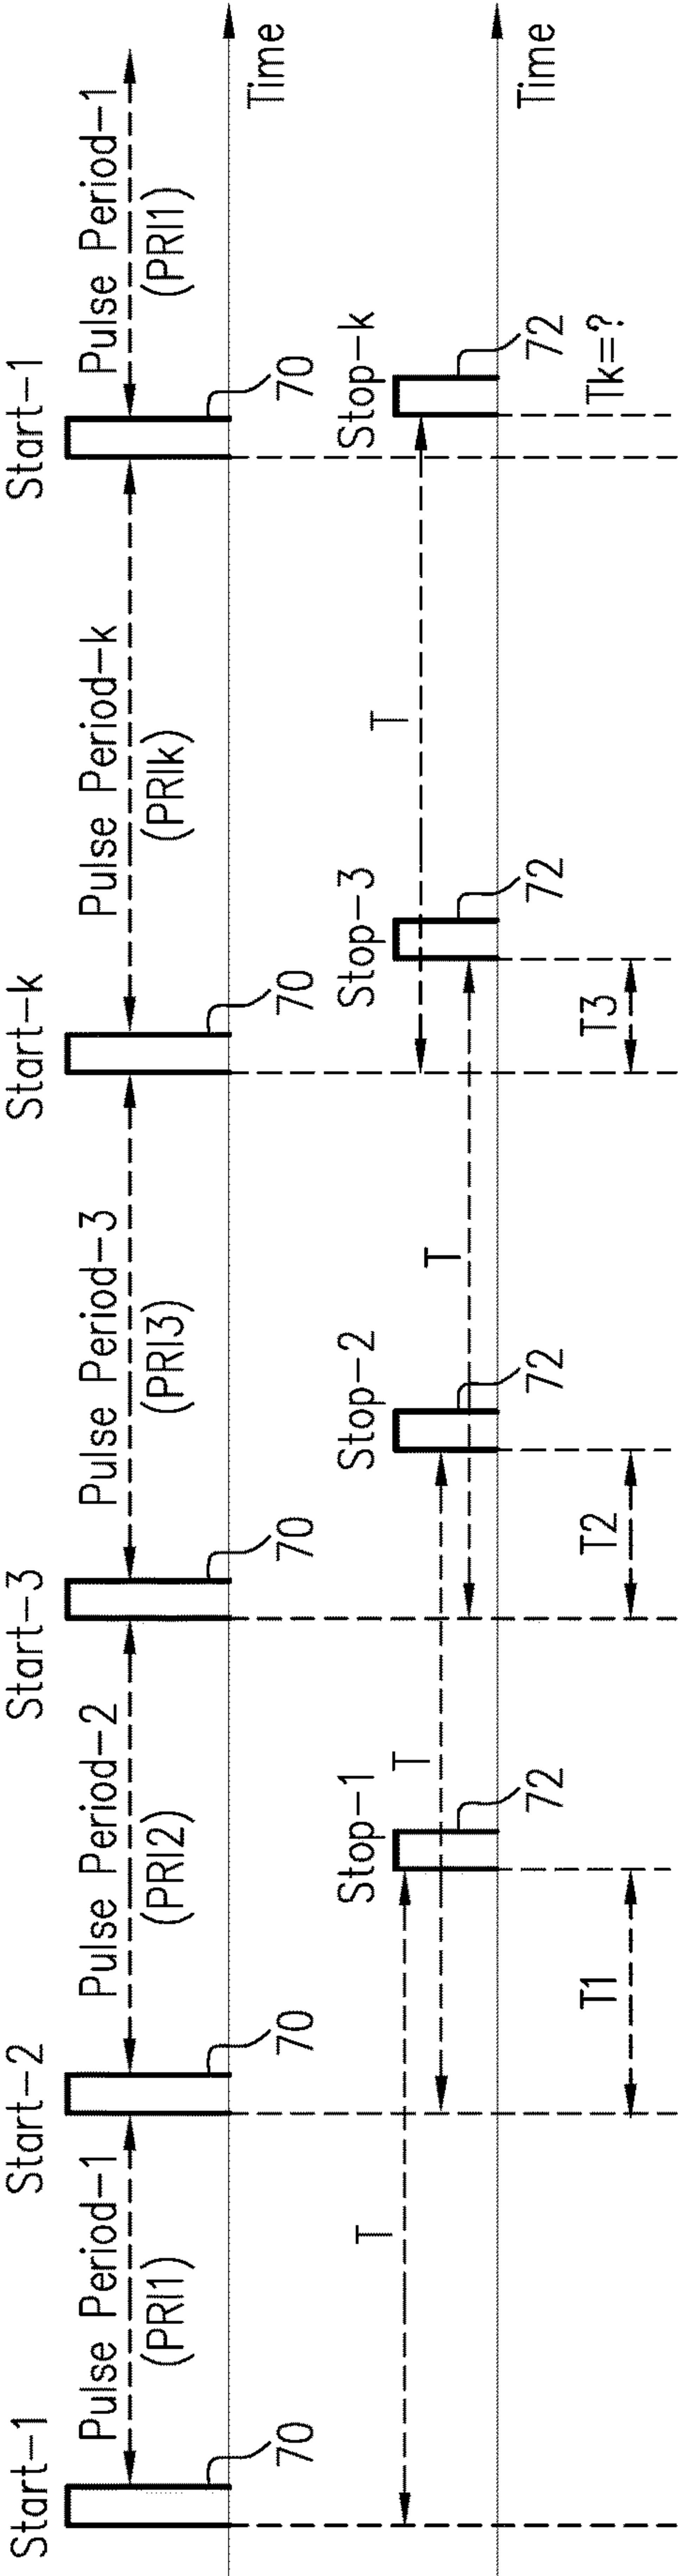 Start-1
Start-2
Start-3
Start-k
Start-1
Pulse Period-1
(PRI1)
Pulse Period-2
(PRI2)
Pulse Period-3
(PRI3)
Pulse Period-k
(PRIk)
Pulse Period-1
(PRI1)
70
70
70
70
70
Time
Stop-1
Stop-2
Stop-3
Stop-k
T
T
T
T
72
72
72
72
Time
T1
T2
T3
Tk=?